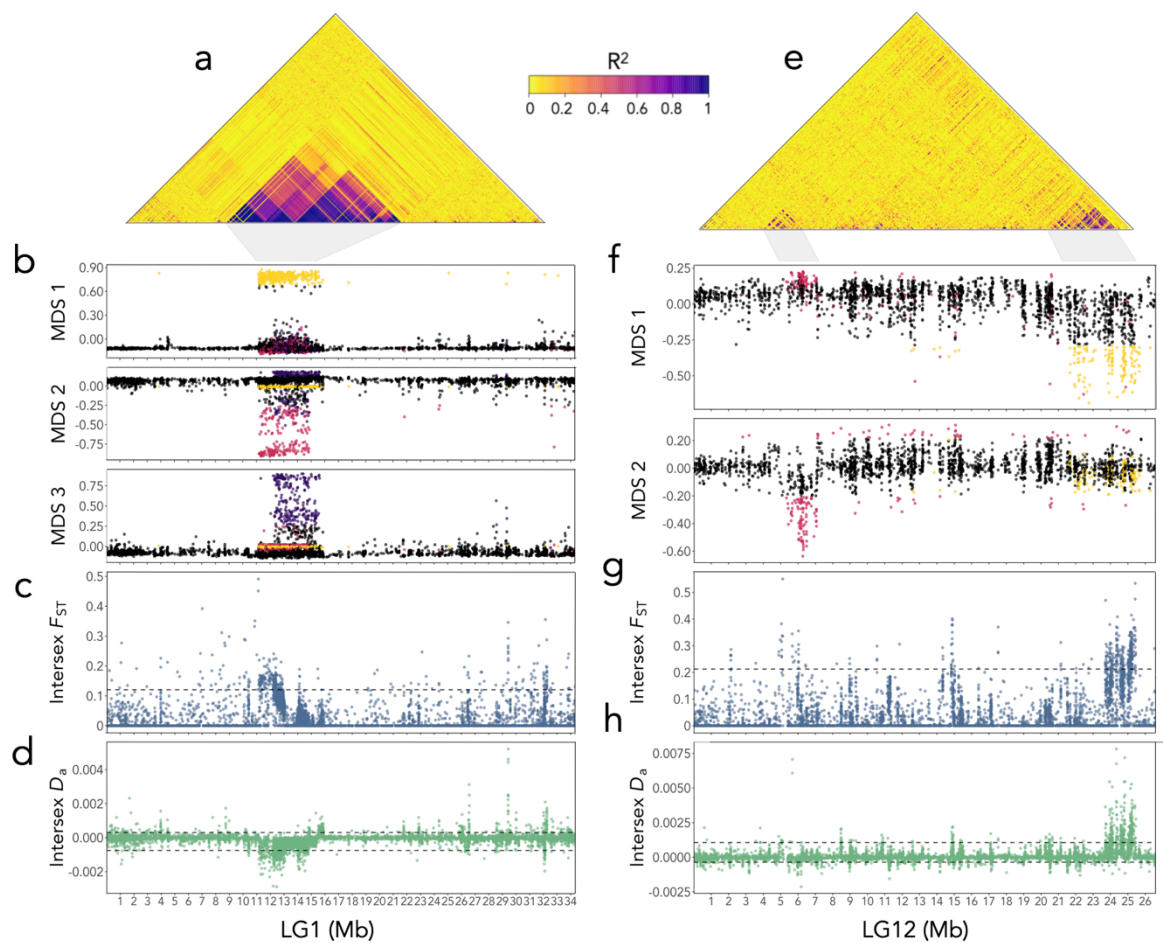 a
R²
0 0.2 0.4 0.6 0.8 1
e
b
MDS 1
0.90
0.60
0.30
0.00
MDS 2
0.00
-0.25
-0.50
-0.75
MDS 3
0.75
0.50
0.25
0.00
c
Intersex FST
0.5
0.4
0.3
0.2
0.1
0
d
Intersex Da
0.004
0.002
0.000
-0.002
1 2 3 4 5 6 7 8 9 10 11 12 13 14 15 16 17 18 19 20 21 22 23 24 25 26 27 28 29 30 31 32 33 34
LG1 (Mb)
f
MDS 1
0.25
0.00
-0.25
-0.50
MDS 2
0.20
0.00
-0.20
-0.40
-0.60
g
Intersex FST
0.5
0.4
0.3
0.2
0.1
0
h
Intersex Da
0.0075
0.0050
0.0025
0.0000
-0.0025
1 2 3 4 5 6 7 8 9 10 11 12 13 14 15 16 17 18 19 20 21 22 23 24 25 26
LG12 (Mb)